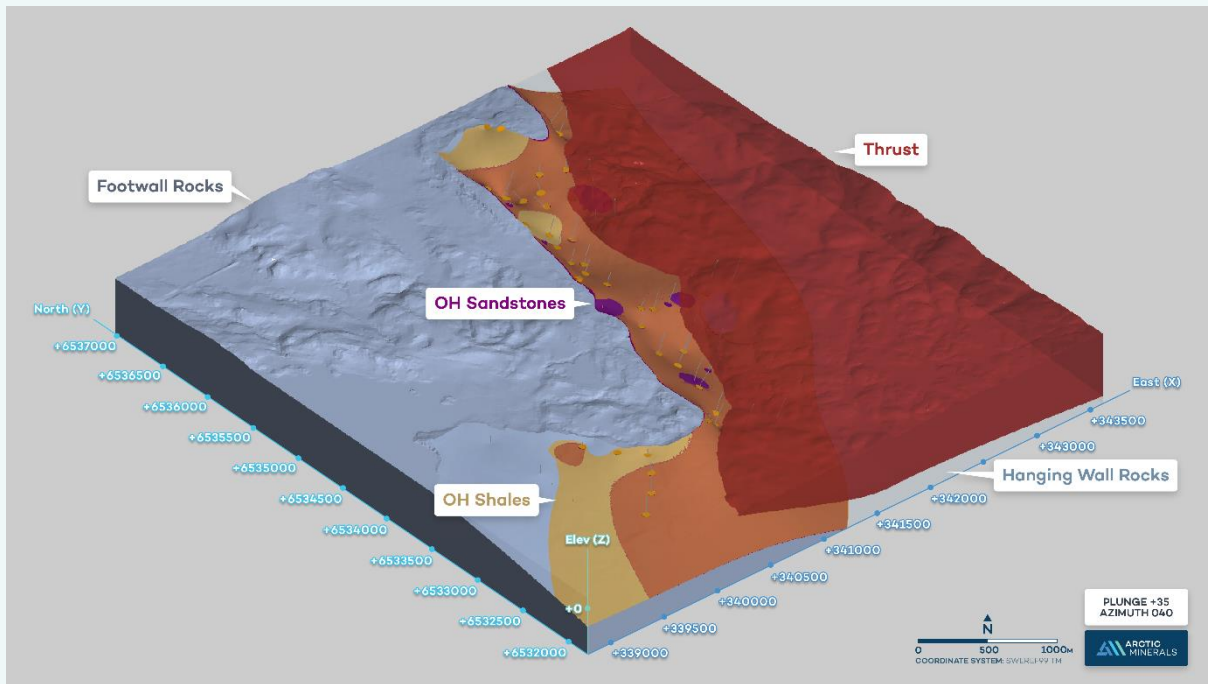 Thrust
Footwall Rocks
OH Sandstones
North (Y)
+6537000
+6536500
+6536000
+6535500
+6535000
+6534500
+6534000
+6533500
+6533000
+6532500
+6532000
East (X)
+343500
+343000
Hanging Wall Rocks
+342000
+341500
+341000
+340500
+340000
+339500
+339000
OH Shales
Elev (Z)
+0
PLUNGE +35
AZIMUTH 040
N
0 500 1000M
COORDINATE SYSTEM: SWEREF99 TM
ARCTIC
MINERALS